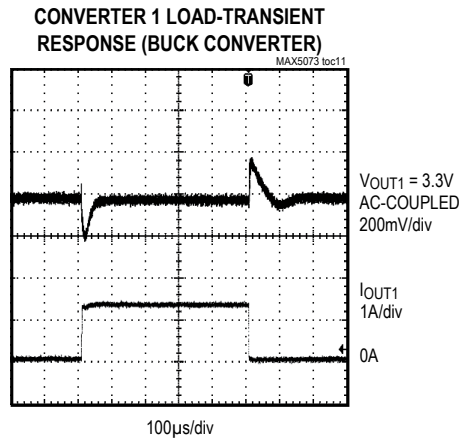 CONVERTER 1 LOAD-TRANSIENT
RESPONSE (BUCK CONVERTER)
MAX5073 toc11
T
VOUT1 = 3.3V
AC-COUPLED
200mV/div
IOUT1
1A/div
0A
100μs/div